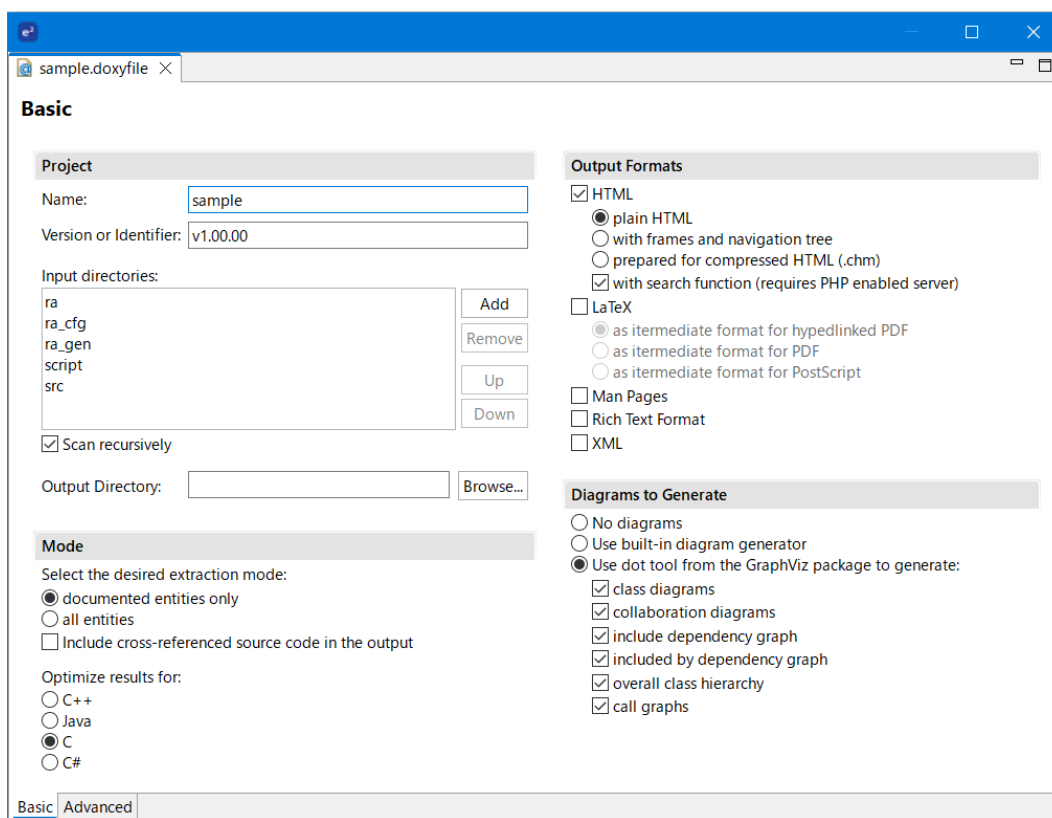 e²
sample.doxyfile
Basic
Project
Name:
sample
Version or Identifier:
v1.00.00
Input directories:
ra
ra_cfg
ra_gen
script
src
Add
Remove
Up
Down
Scan recursively
Output Directory:
Browse...
Mode
Select the desired extraction mode:
documented entities only
all entities
Include cross-referenced source code in the output
Optimize results for:
C++
Java
C
C#
Output Formats
HTML
plain HTML
with frames and navigation tree
prepared for compressed HTML (.chm)
with search function (requires PHP enabled server)
LaTeX
as itermediate format for hypedlinked PDF
as itermediate format for PDF
as itermediate format for PostScript
Man Pages
Rich Text Format
XML
Diagrams to Generate
No diagrams
Use built-in diagram generator
Use dot tool from the GraphViz package to generate:
class diagrams
collaboration diagrams
include dependency graph
included by dependency graph
overall class hierarchy
call graphs
Basic
Advanced